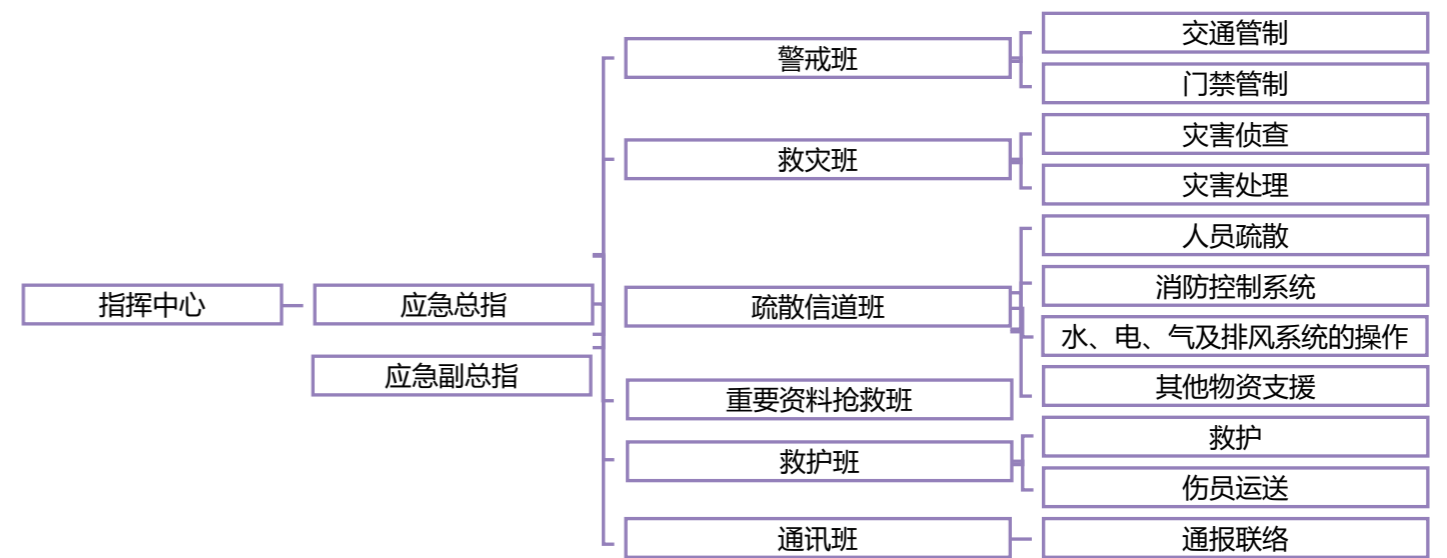 指挥中心
应急总指
应急副总指
警戒班
交通管制
门禁管制
救灾班
灾害侦查
灾害处理
疏散信道班
人员疏散
消防控制系统
水、电、气及排风系统的操作
其他物资支援
重要资料抢救班
救护班
救护
伤员运送
通讯班
通报联络